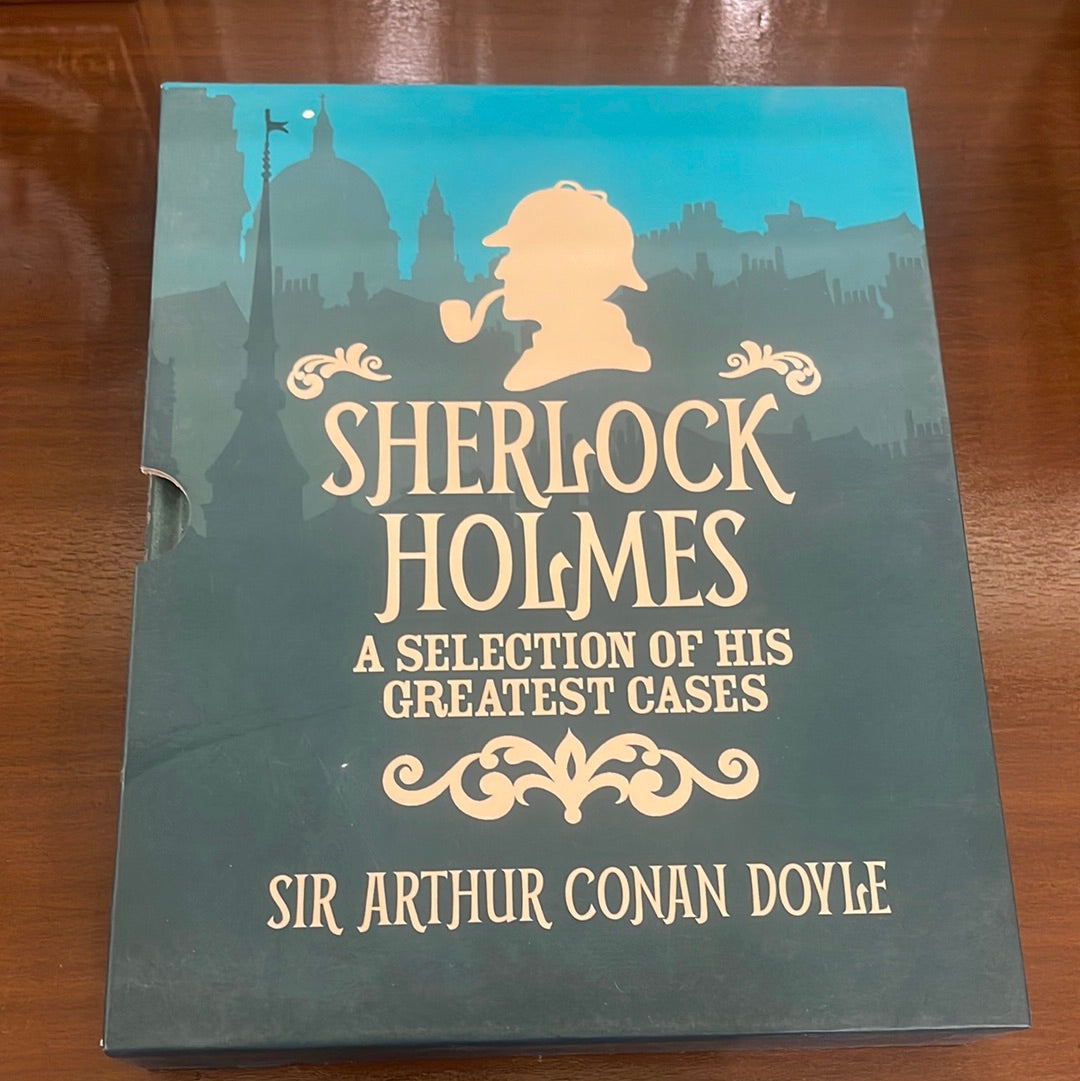 SHERLOCK
HOLMES
A SELECTION OF HIS
GREATEST CASES
SIR ARTHUR CONAN DOYLE